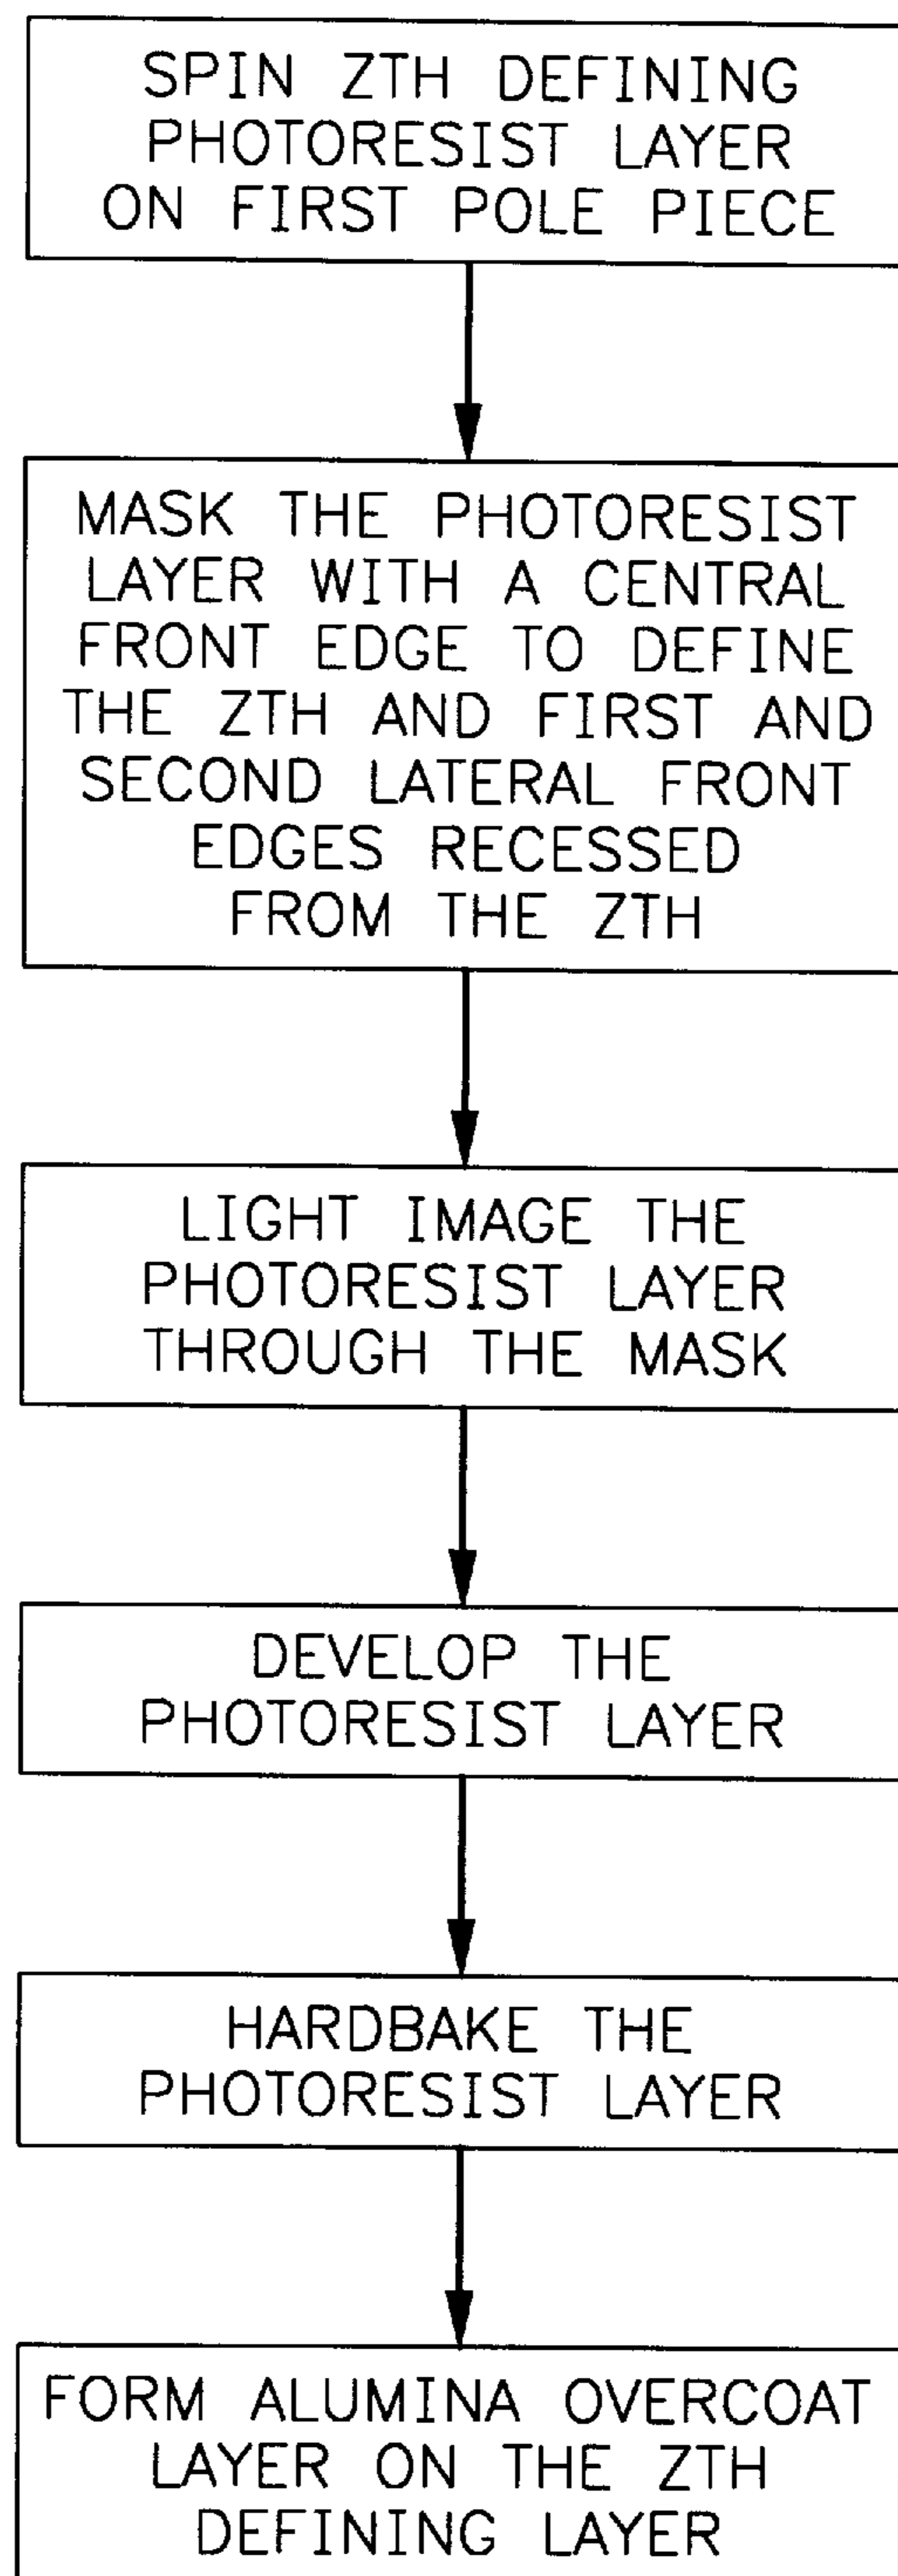 SPIN ZTH DEFINING
PHOTORESIST LAYER
ON FIRST POLE PIECE
MASK THE PHOTORESIST
LAYER WITH A CENTRAL
FRONT EDGE TO DEFINE
THE ZTH AND FIRST AND
SECOND LATERAL FRONT
EDGES RECESSED
FROM THE ZTH
LIGHT IMAGE THE
PHOTORESIST LAYER
THROUGH THE MASK
DEVELOP THE
PHOTORESIST LAYER
HARDBAKE THE
PHOTORESIST LAYER
FORM ALUMINA OVERCOAT
LAYER ON THE ZTH
DEFINING LAYER